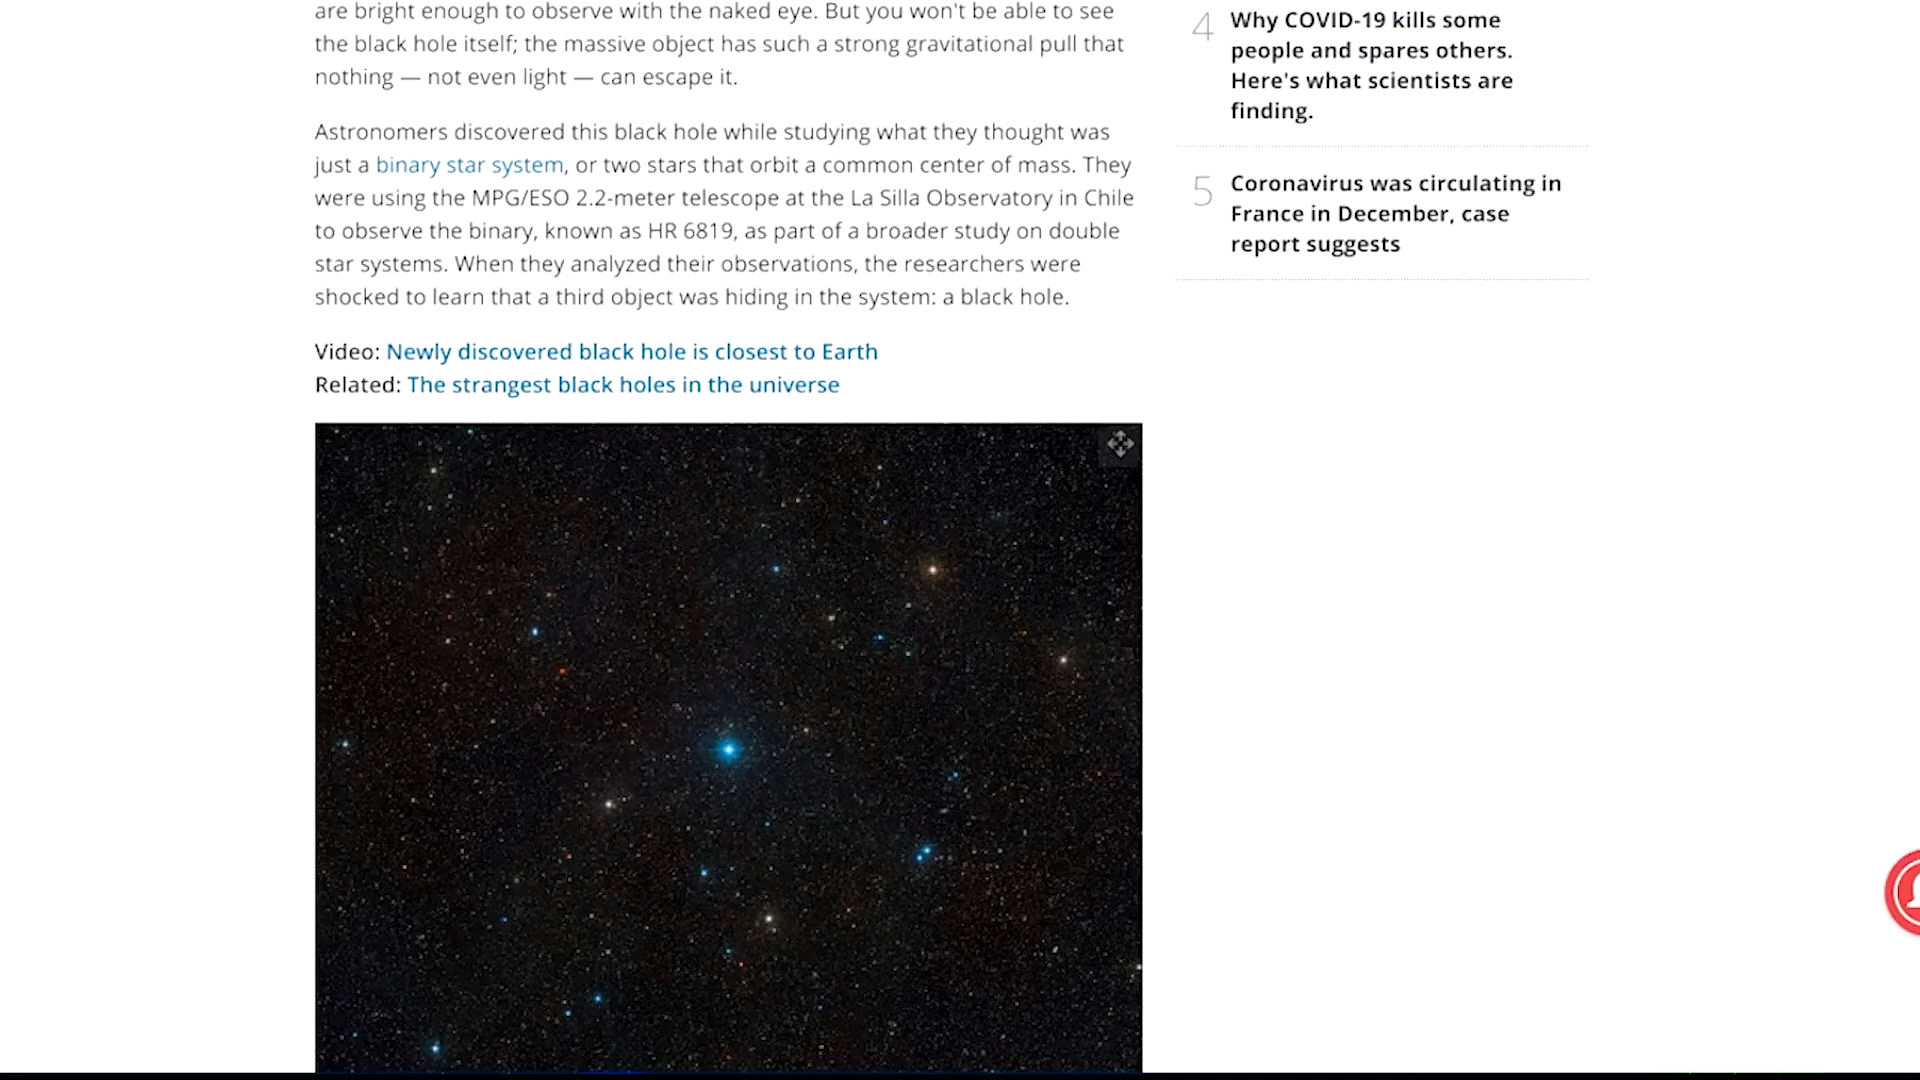 are bright enough to observe with the naked eye. But you won't be able to see
the black hole itself; the massive object has such a strong gravitational pull that
nothing — not even light — can escape it.
Astronomers discovered this black hole while studying what they thought was
just a binary star system, or two stars that orbit a common center of mass. They
were using the MPG/ESO 2.2-meter telescope at the La Silla Observatory in Chile
to observe the binary, known as HR 6819, as part of a broader study on double
star systems. When they analyzed their observations, the researchers were
shocked to learn that a third object was hiding in the system: a black hole.
Video: Newly discovered black hole is closest to Earth
Related: The strangest black holes in the universe
4
Why COVID-19 kills some
people and spares others.
Here's what scientists are
finding.
5
Coronavirus was circulating in
France in December, case
report suggests